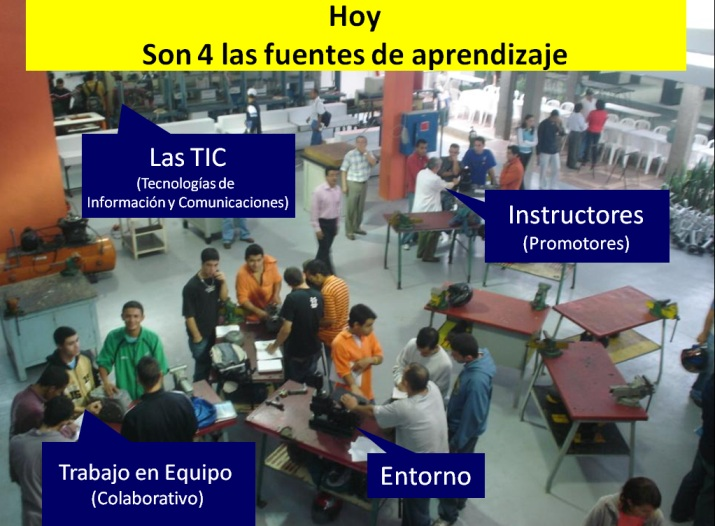 Hoy
Son 4 las fuentes de aprendizaje
Las TIC
(Tecnologías de
Información y Comunicaciones)
Instructores
(Promotores)
Trabajo en Equipo
(Colaborativo)
Entorno